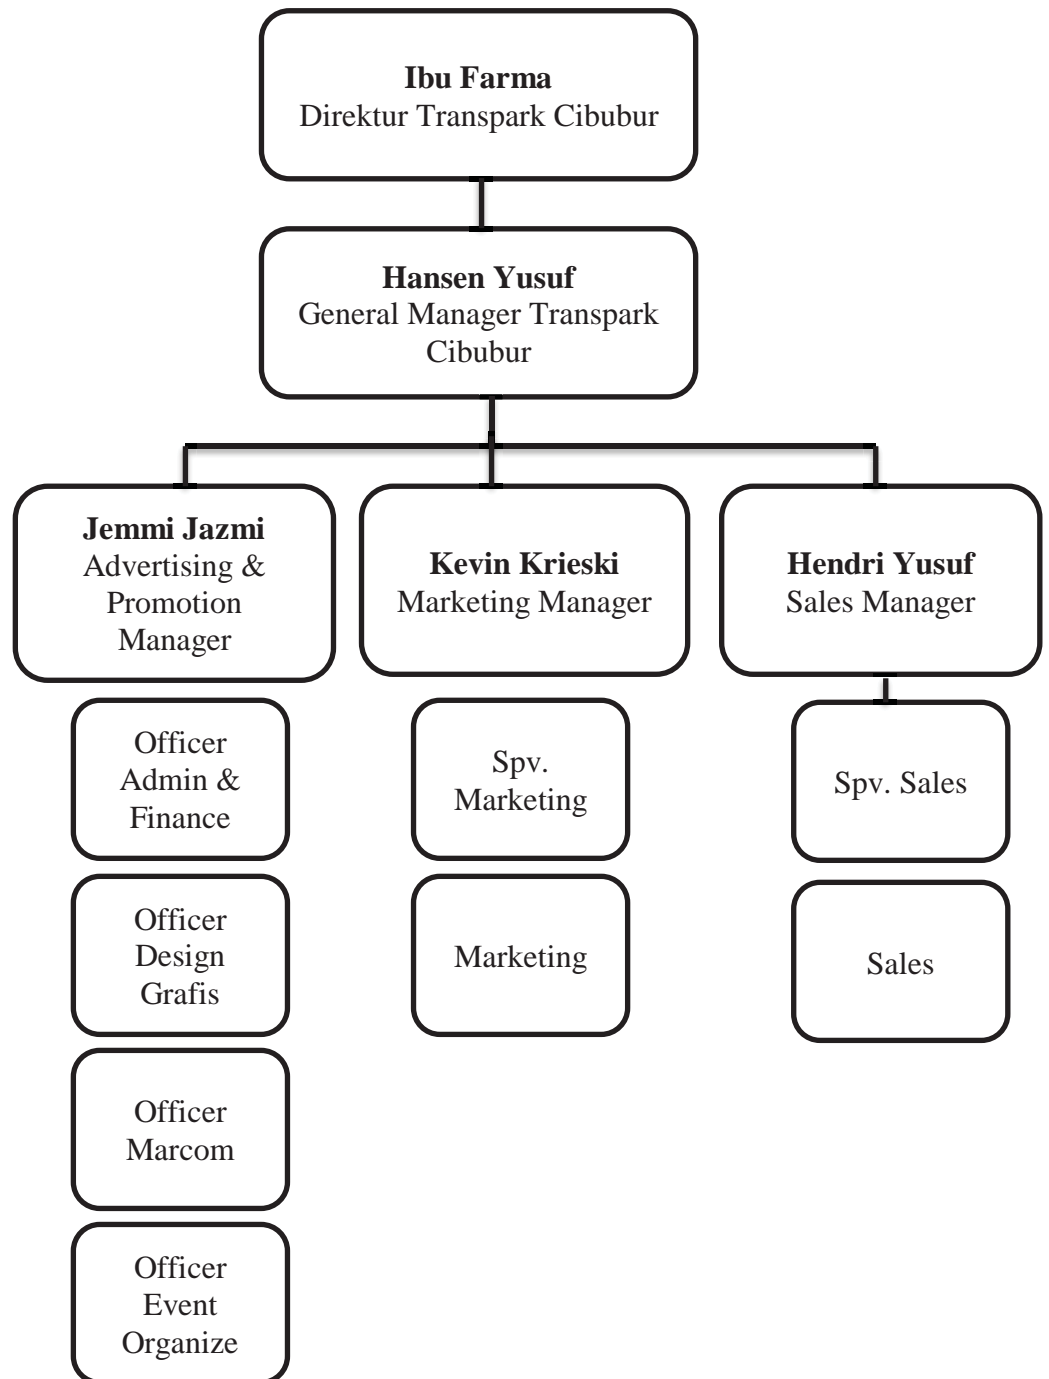 Ibu Farma
Direktur Transpark Cibubur
Hansen Yusuf
General Manager Transpark
Cibubur
Jemmi Jazmi
Advertising &
Promotion
Manager
Kevin Krieski
Marketing Manager
Hendri Yusuf
Sales Manager
Officer
Admin &
Finance
Spv.
Marketing
Spv. Sales
Officer
Design
Grafis
Marketing
Sales
Officer
Marcom
Officer
Event
Organize